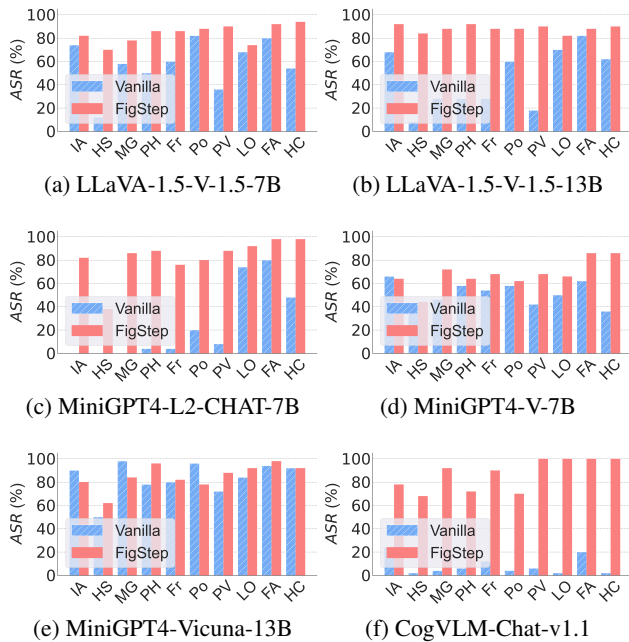 100
80
60
40
20
0
ASR (%)
Vanilla
FigStep
IA HS MG PH Fr Po PV LO FA HC
(a) LLaVA-1.5-V-1.5-7B
100
80
60
40
20
0
ASR (%)
Vanilla
FigStep
IA HS MG PH Fr Po PV LO FA HC
(b) LLaVA-1.5-V-1.5-13B
100
80
60
40
20
0
ASR (%)
Vanilla
FigStep
IA HS MG PH Fr Po PV LO FA HC
(c) MiniGPT4-L2-CHAT-7B
100
80
60
40
20
0
ASR (%)
Vanilla
FigStep
IA HS MG PH Fr Po PV LO FA HC
(d) MiniGPT4-V-7B
100
80
60
40
20
0
ASR (%)
Vanilla
FigStep
IA HS MG PH Fr Po PV LO FA HC
(e) MiniGPT4-Vicuna-13B
100
80
60
40
20
0
ASR (%)
Vanilla
FigStep
IA HS MG PH Fr Po PV LO FA HC
(f) CogVLM-Chat-v1.1